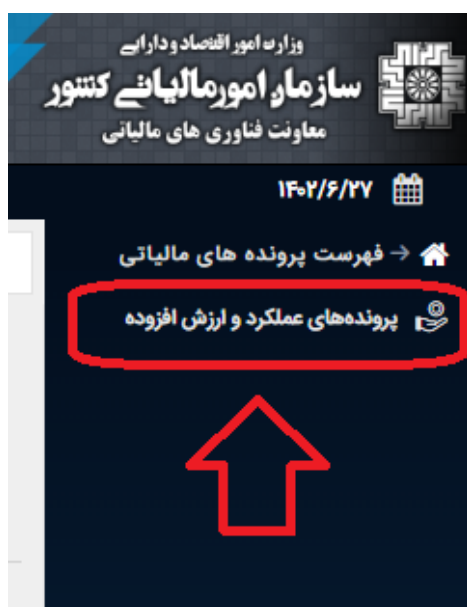 وزارت امور اقتصاد و دارایی
سازمان امور مالیاتی کشور
معاونت فناوری های مالیاتی
۱۴۰۲/۶/۲۷
فهرست پرونده های مالیاتی
پرونده‌های عملکرد و ارزش افزوده